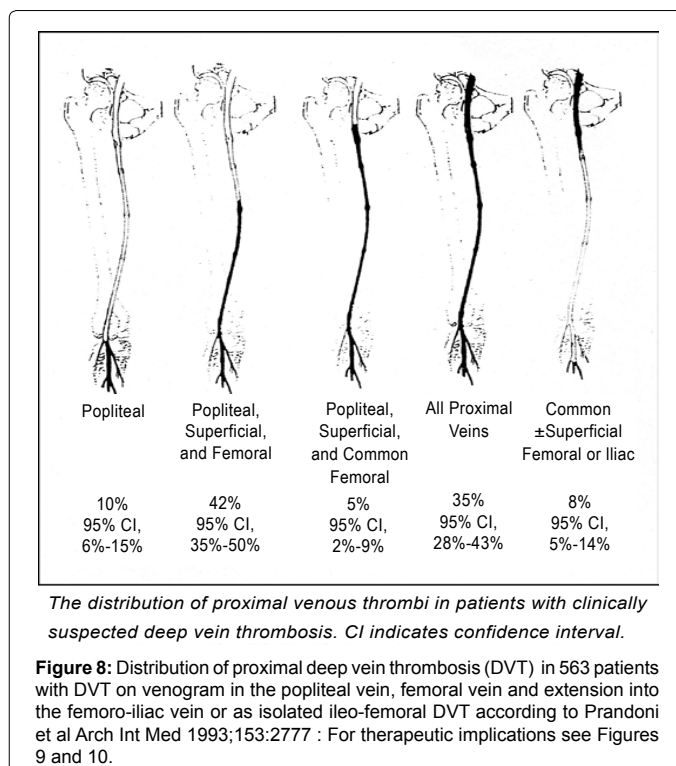 Popliteal
10%
95% CI,
6%-15%
Popliteal,
Superficial,
and Femoral
42%
95% CI,
35%-50%
Popliteal,
Superficial,
and Common
Femoral
5%
95% CI,
2%-9%
All Proximal
Veins
35%
95% CI,
28%-43%
Common
±Superficial
Femoral or Iliac
8%
95% CI,
5%-14%
The distribution of proximal venous thrombi in patients with clinically
suspected deep vein thrombosis. CI indicates confidence interval.
Figure 8: Distribution of proximal deep vein thrombosis (DVT) in 563 patients
with DVT on venogram in the popliteal vein, femoral vein and extension into
the femoro-iliac vein or as isolated ileo-femoral DVT according to Prandoni
et al Arch Int Med 1993;153:2777 : For therapeutic implications see Figures
9 and 10.